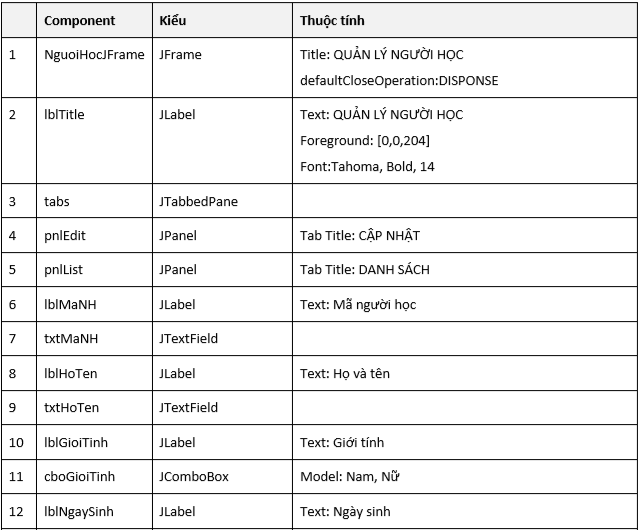 Component Kiểu Thuộc tính
1 NguoiHocJFrame JFrame Title: QUẢN LÝ NGƯỜI HỌC
defaultCloseOperation:DISPONSE
2 lblTitle JLabel Text: QUẢN LÝ NGƯỜI HỌC
Foreground: [0,0,204]
Font:Tahoma, Bold, 14
3 tabs JTabbedPane
4 pnlEdit JPanel Tab Title: CẬP NHẬT
5 pnlList JPanel Tab Title: DANH SÁCH
6 lblMaNH JLabel Text: Mã người học
7 txtMaNH JTextField
8 lblHoTen JLabel Text: Họ và tên
9 txtHoTen JTextField
10 lblGioiTinh JLabel Text: Giới tính
11 cboGioiTinh JComboBox Model: Nam, Nữ
12 lblNgaySinh JLabel Text: Ngày sinh